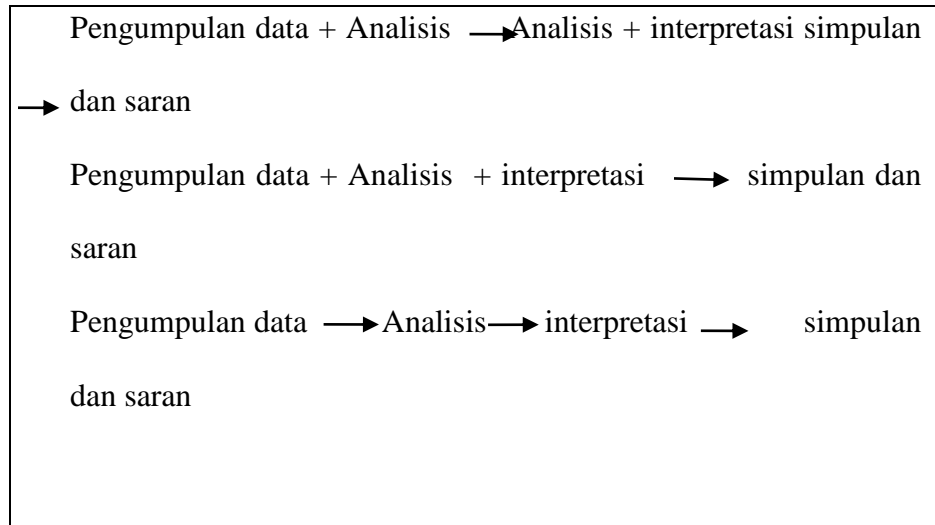 Pengumpulan data + Analisis → Analisis + interpretasi simpulan
→ dan saran
Pengumpulan data + Analisis + interpretasi → simpulan dan
saran
Pengumpulan data → Analisis → interpretasi → simpulan
dan saran